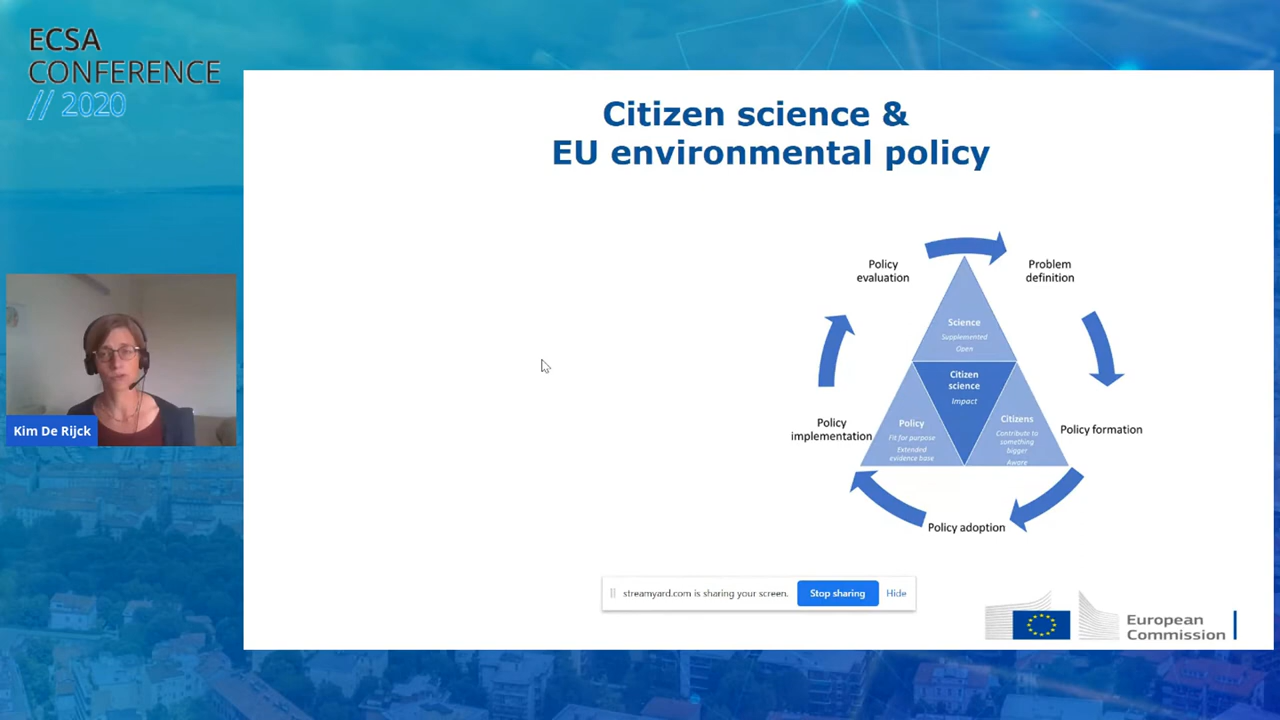 ECSA
CONFERENCE
// 2020
Citizen science &
EU environmental policy
Policy
evaluation
Problem
definition
Science
Supplemented
Open
Citizen
science
Impact
Policy
Fit for purpose
Extended
evidence base
Citizens
Contribute to
something
bigger
Aware
Policy
implementation
Policy formation
Policy adoption
Kim De Rijck
streamyard.com is sharing your screen.
Stop sharing
Hide
European
Commission